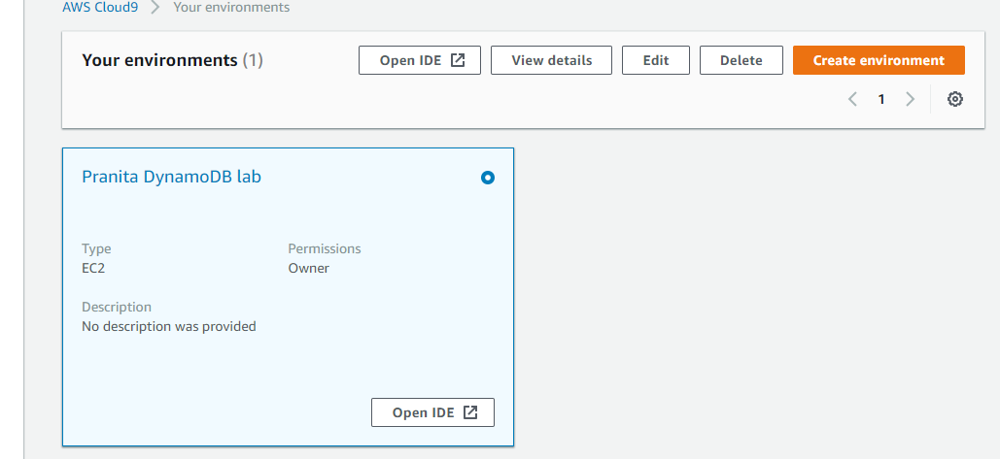 AWS Cloud9 > Your environments
Your environments (1)
Open IDE
View details
Edit
Delete
Create environment
1
Pranita DynamoDB lab
Type
Permissions
EC2
Owner
Description
No description was provided
Open IDE